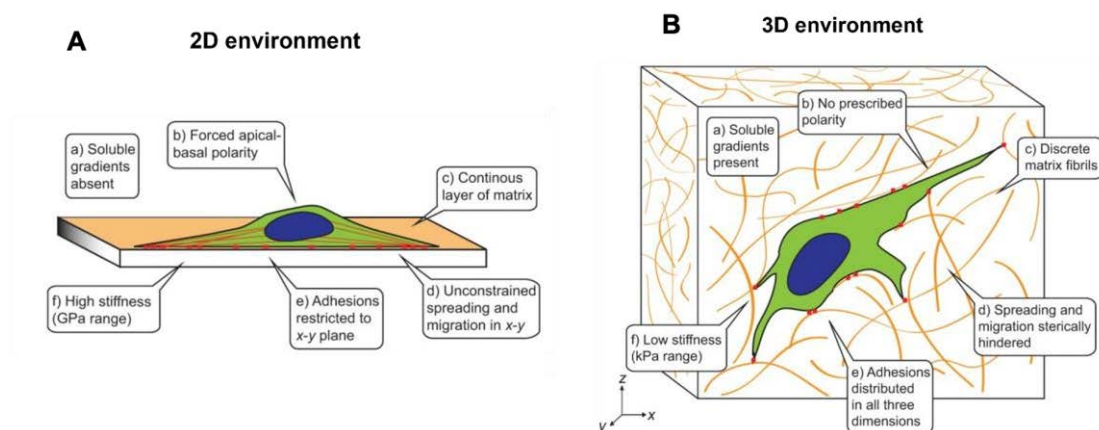 A
2D environment
a) Soluble
gradients
absent
b) Forced apical-
basal polarity
c) Continous
layer of matrix
f) High stiffness
(GPa range)
e) Adhesions
restricted to
x-y plane
d) Unconstrained
spreading and
migration in x-y
B
3D environment
b) No prescribed
polarity
a) Soluble
gradients
present
c) Discrete
matrix fibrils
f) Low stiffness
(kPa range)
d) Spreading and
migration sterically
hindered
e) Adhesions
distributed
in all three
dimensions
z
x
y